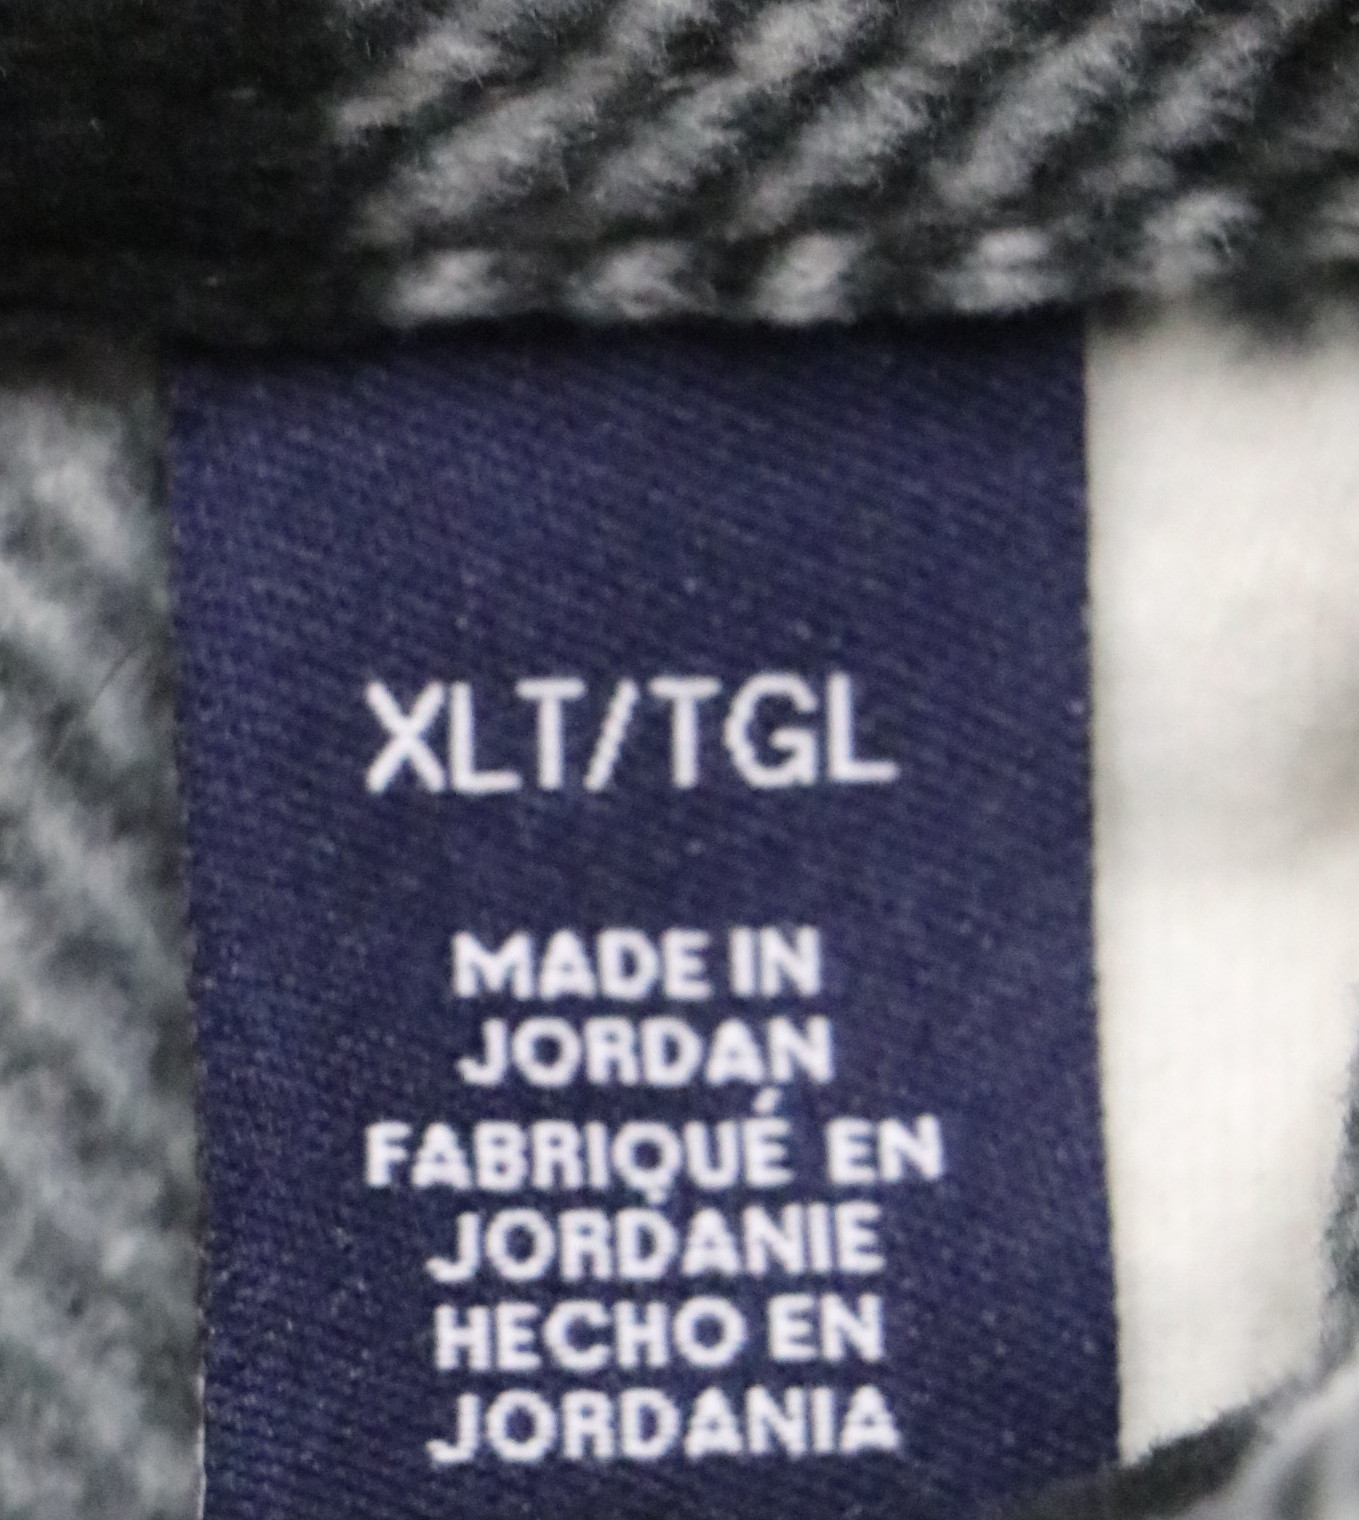 XLT/TGL
MADE IN
JORDAN
FABRIQUÉ EN
JORDANIE
HECHO EN
JORDANIA